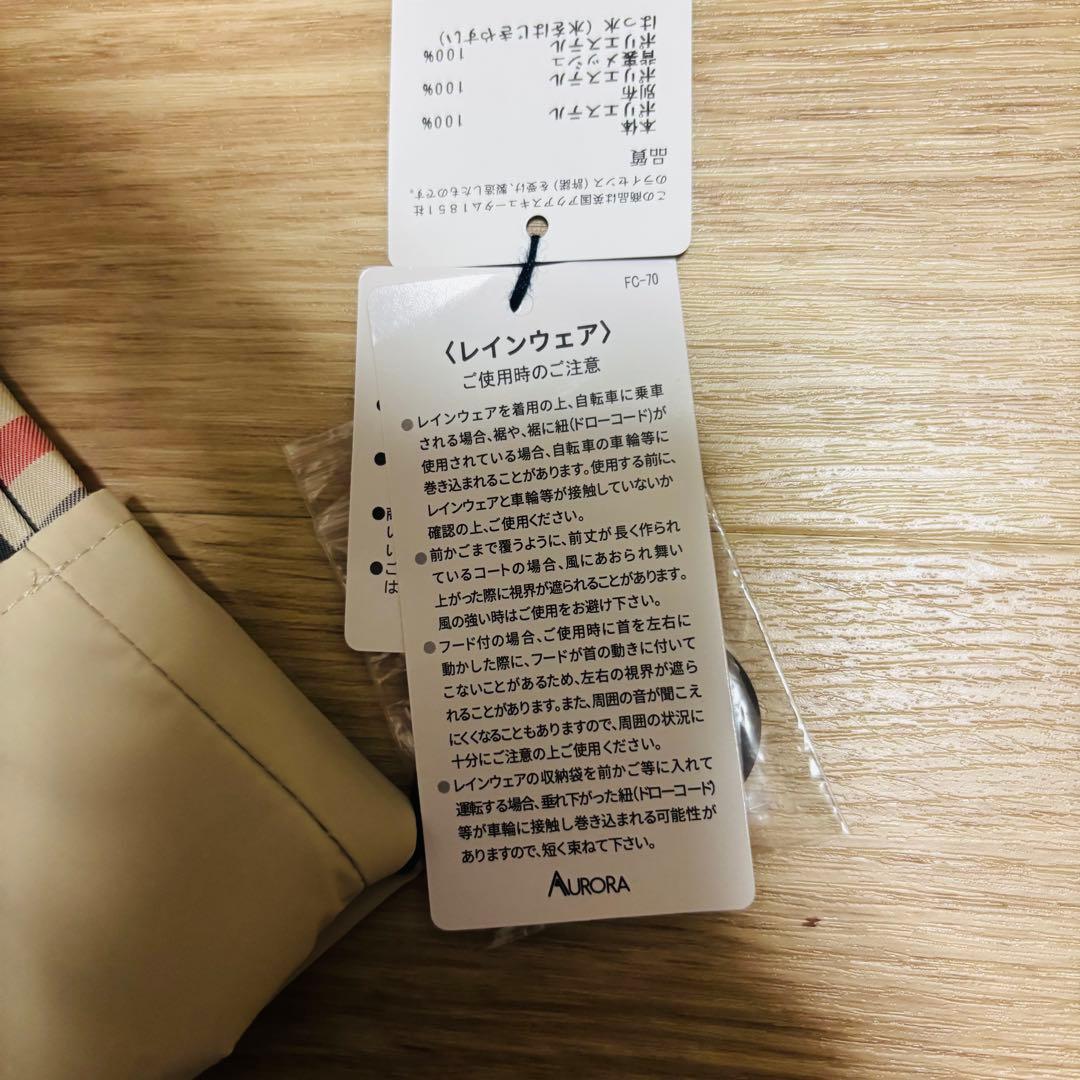 この商品は英国アクアスキュータム1851社
のライセンス(許諾)を受け、製造したものです。
品質
本体
ポリエステル 100%
別布
ポリエステル 100%
背裏メッシュ
ポリエステル 100%
はっ水(水をはじきやすい)
FC-70
〈レインウェア〉
ご使用時のご注意
●レインウェアを着用の上、自転車に乗車
される場合、裾や、裾に紐(ドローコード)が
使用されている場合、自転車の車輪等に
巻き込まれることがあります。使用する前に、
レインウェアと車輪等が接触していないか
確認の上、ご使用ください。
●前かごまで覆うように、前丈が長く作られ
ているコートの場合、風にあおられ舞い
上がった際に視界が遮られることがあります。
風の強い時はご使用をお避け下さい。
●フード付の場合、ご使用時に首を左右に
動かした際に、フードが首の動きに付いて
こないことがあるため、左右の視界が遮ら
れることがあります。また、周囲の音が聞こえ
にくくなることもありますので、周囲の状況に
十分にご注意の上ご使用ください。
●レインウェアの収納袋を前かご等に入れて
運転する場合、垂れ下がった紐(ドローコード)
等が車輪に接触し巻き込まれる可能性が
ありますので、短く束ねて下さい。
AURORA